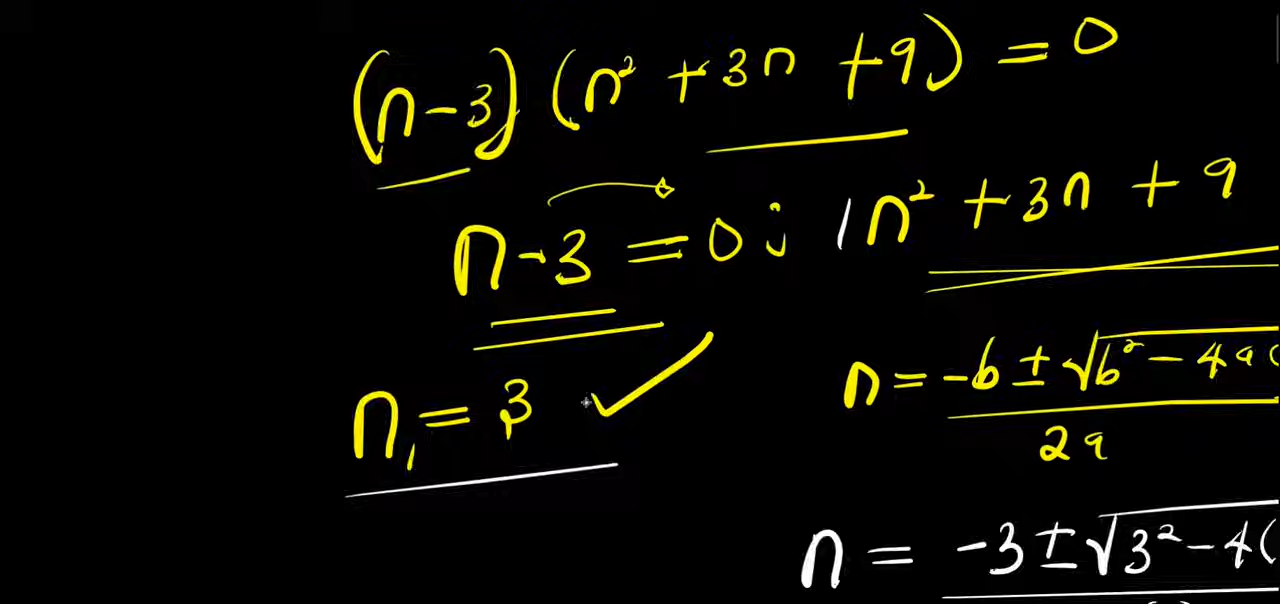 (n-3)(n² + 3n + 9) = 0
n-3 = 0; 1n² + 3n + 9
n₁ = 3 ✓
n = -b ± √b² - 4a(
2a
n = -3 ± √3² - 4(